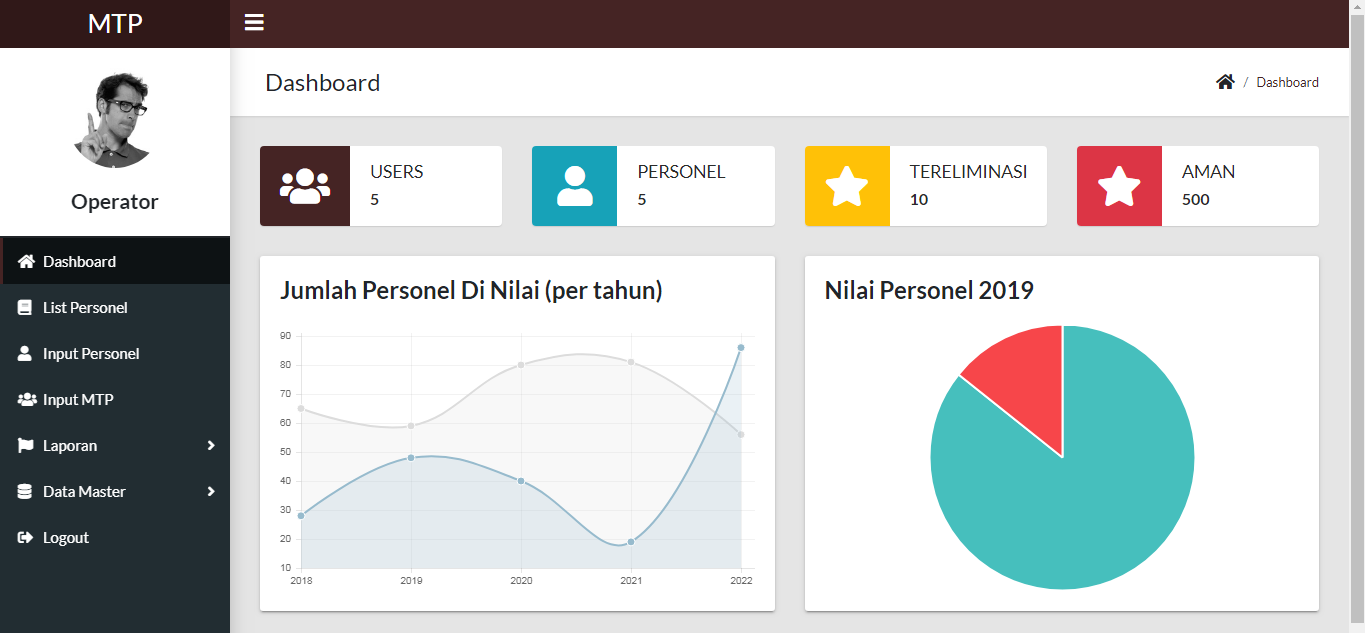 MTP
Dashboard
/ Dashboard
Operator
Dashboard
List Personel
Input Personel
Input MTP
Laporan
Data Master
Logout
USERS
5
PERSONEL
5
TERELIMINASI
10
AMAN
500
Jumlah Personel Di Nilai (per tahun)
90
80
70
60
50
40
30
20
10
2018 2019 2020 2021 2022
Nilai Personel 2019